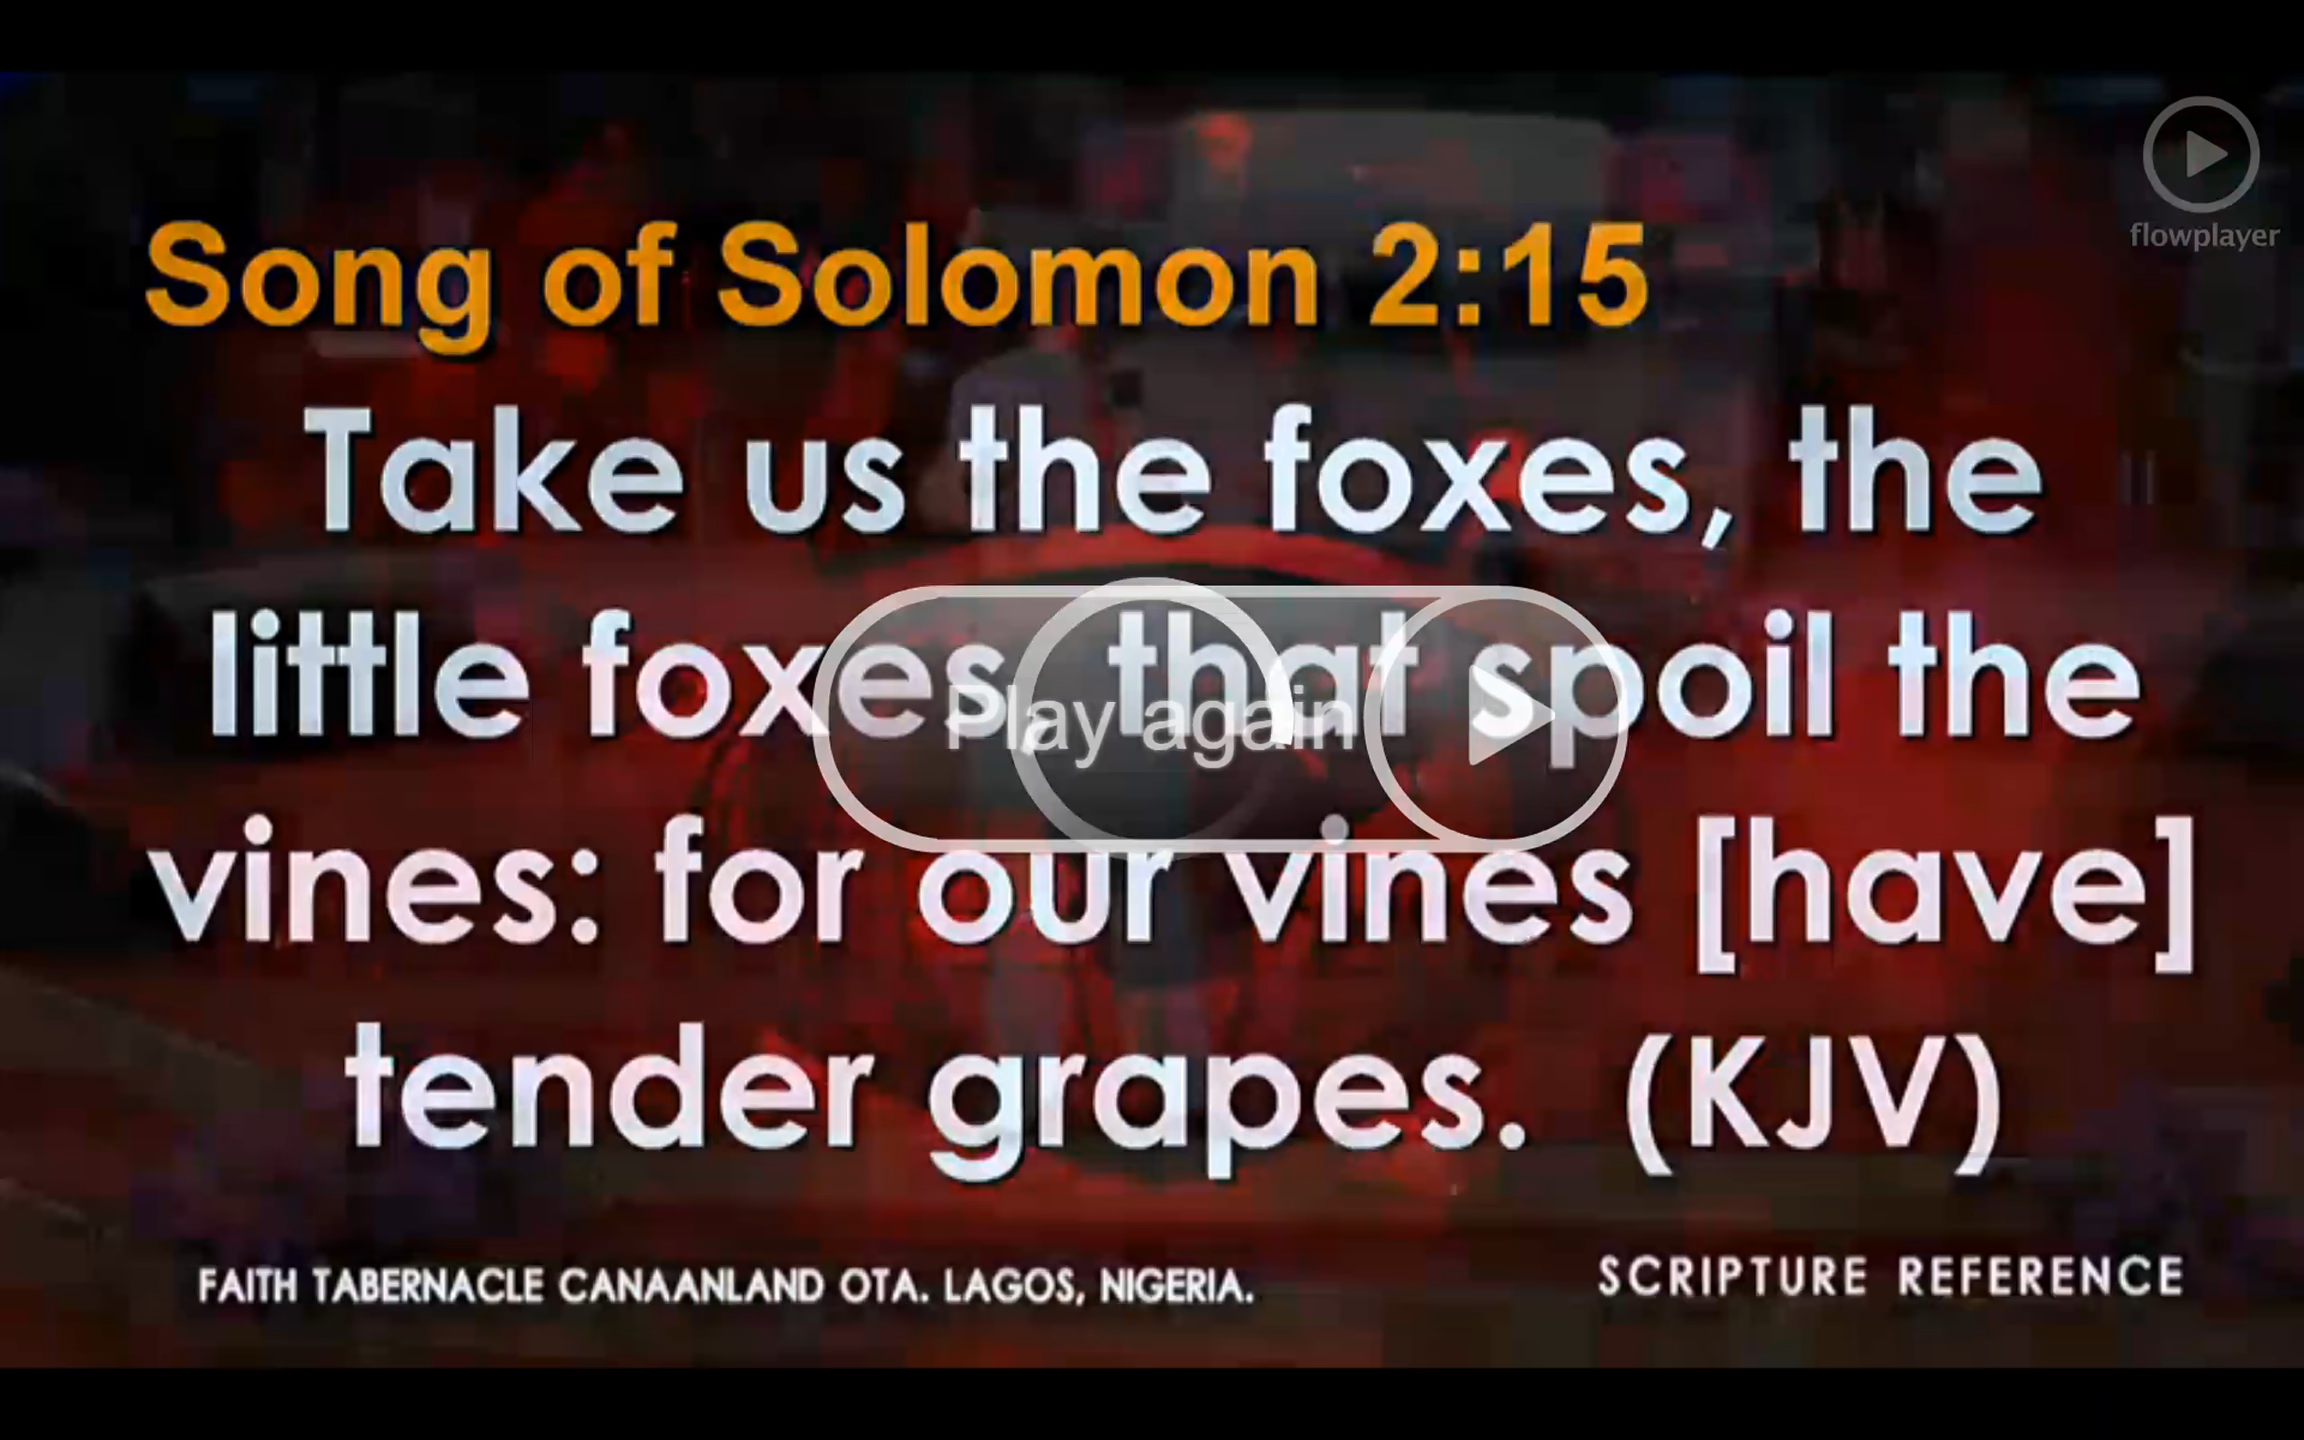 flowplayer
Song of Solomon 2:15
Take us the foxes, the
little foxes, that spoil the
Play again
vines: for our vines [have]
tender grapes. (KJV)
FAITH TABERNACLE CANAANLAND OTA. LAGOS, NIGERIA.
SCRIPTURE REFERENCE